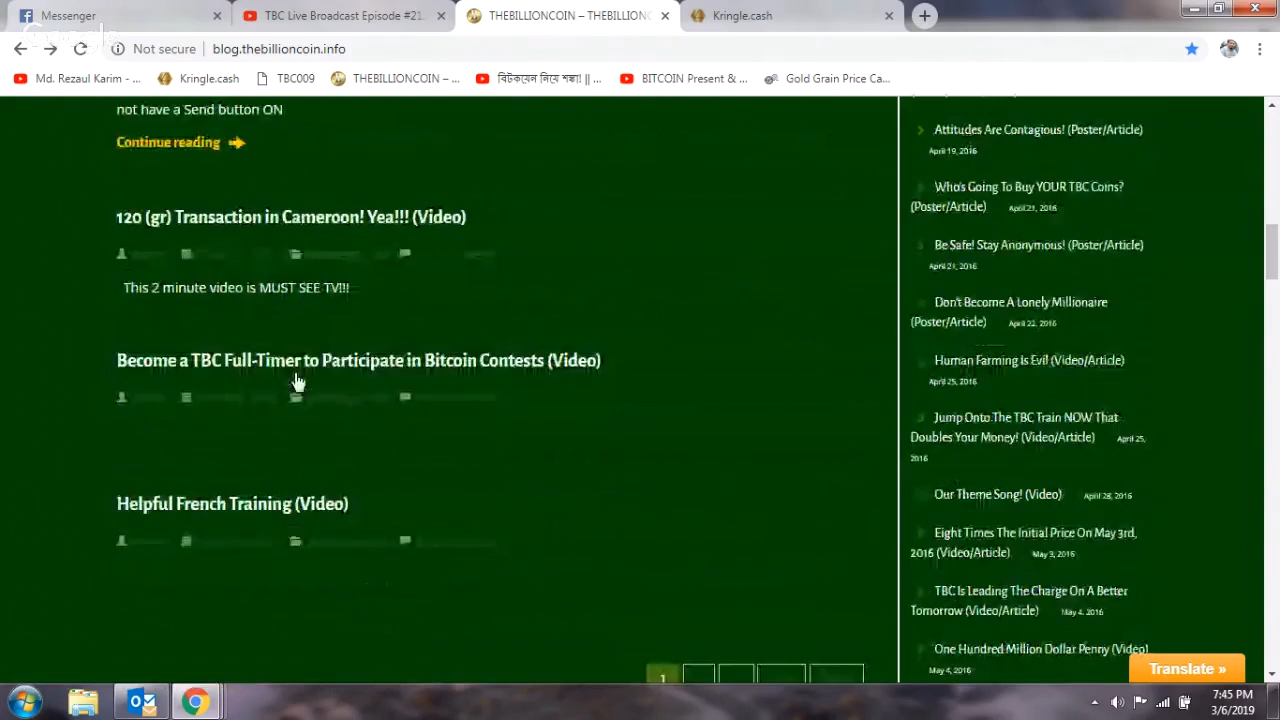 Messenger
TBC Live Broadcast Episode #21
THEBILLIONCOIN – THEBILLIONCOIN
Kringle.cash
Not secure
blog.thebillioncoin.info
Md. Rezaul Karim - ...
Kringle.cash
TBC009
THEBILLIONCOIN – ...
বিটকয়েন নিয়ে শঙ্কা || ...
BITCOIN Present & ...
Gold Grain Price Ca...
not have a Send button ON
Continue reading
120 (gr) Transaction in Cameroon! Yea!!! (Video)
This 2 minute video is MUST SEE TV!!!
Become a TBC Full-Timer to Participate in Bitcoin Contests (Video)
Helpful French Training (Video)
1
Attitudes Are Contagious! (Poster/Article)
April 19, 2016
Who's Going To Buy YOUR TBC Coins?
(Poster/Article) April 21, 2016
Be Safe! Stay Anonymous! (Poster/Article)
April 21, 2016
Don't Become A Lonely Millionaire
(Poster/Article) April 22, 2016
Human Farming Is Evil! (Video/Article)
April 25, 2016
Jump Onto The TBC Train NOW That
Doubles Your Money! (Video/Article) April 25,
2016
Our Theme Song! (Video) April 28, 2016
Eight Times The Initial Price On May 3rd,
2016 (Video/Article) May 3, 2016
TBC Is Leading The Charge On A Better
Tomorrow (Video/Article) May 4, 2016
One Hundred Million Dollar Penny (Video)
May 4, 2016
Translate »
7:45 PM
3/6/2019